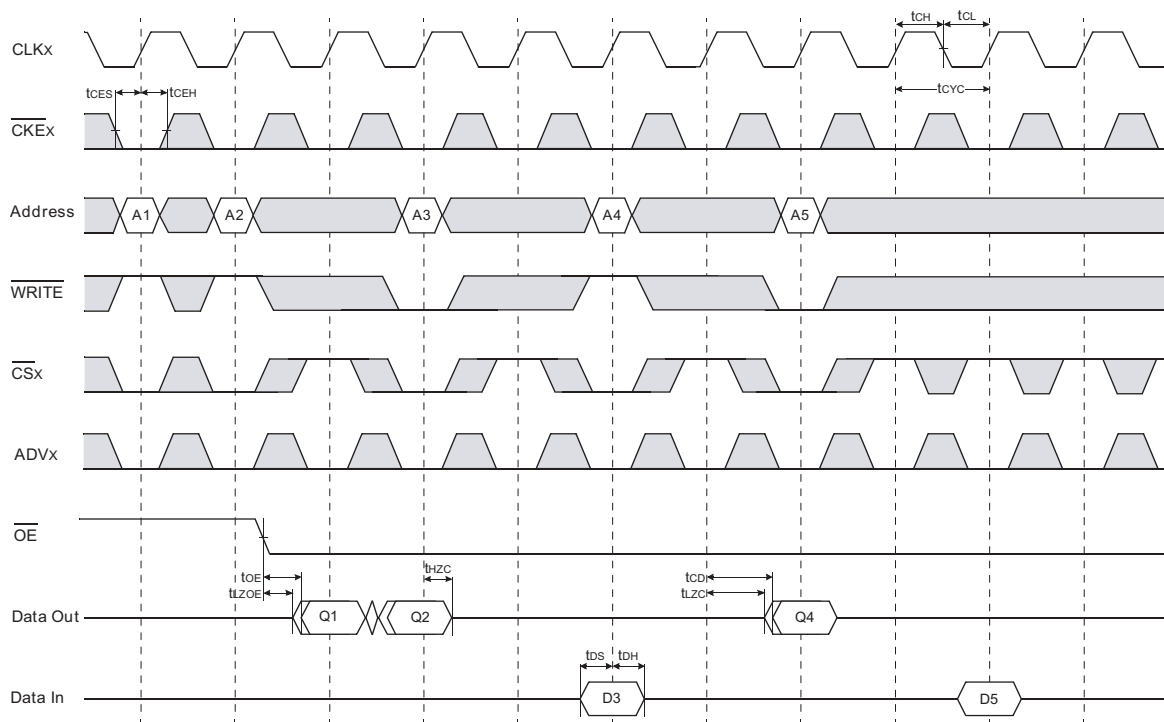 tCH tCL
CLKx
tCES tCEH tCYC
CKEx
Address A1 A2 A3 A4 A5
WRITE
CSx
ADVx
OE
tOE tHZC tCD
tLZOE tLZC
Data Out Q1 Q2 Q4
tDS tDH
Data In D3 D5